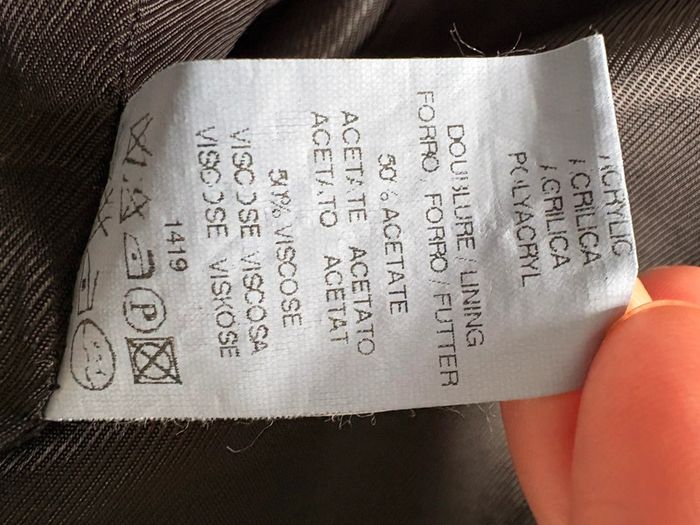 ACRYLIC
ACRILICA
ACRILICA
POLYACRYL
DOUBLURE / LINING
FORRO FORRO/FUTTER
50% ACETATE
ACETATE ACETATO
ACETATO ACETAT
50% VISCOSE
VISCOSE VISCOSA
VISCOSE VISKOSE
1419
P